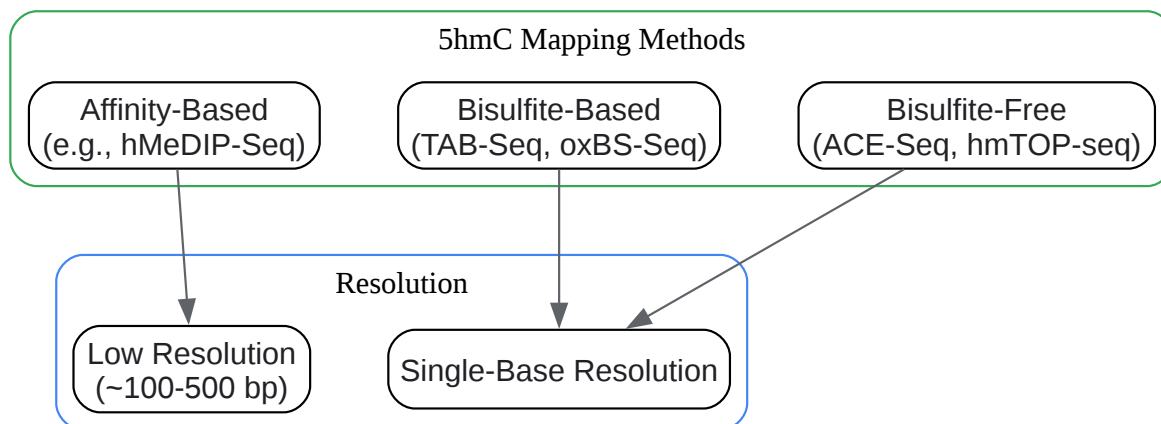 5hmC Mapping Methods
Affinity-Based
(e.g., hMeDIP-Seq)
Bisulfite-Based
(TAB-Seq, oxBS-Seq)
Bisulfite-Free
(ACE-Seq, hmTOP-seq)
Resolution
Low Resolution
(~100-500 bp)
Single-Base Resolution